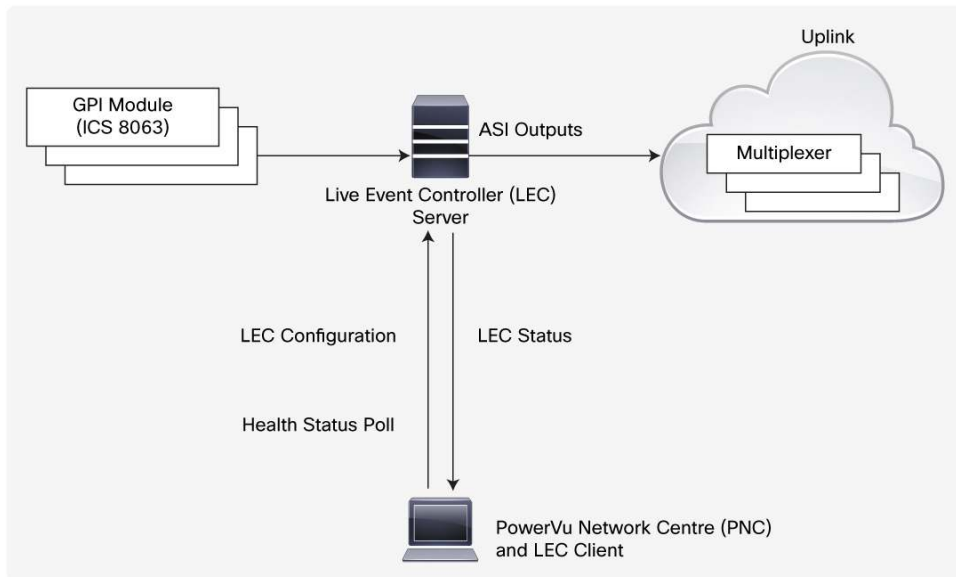 Uplink
GPI Module
(ICS 8063)
ASI Outputs
Multiplexer
Live Event Controller (LEC)
Server
LEC Configuration
LEC Status
Health Status Poll
PowerVu Network Centre (PNC)
and LEC Client